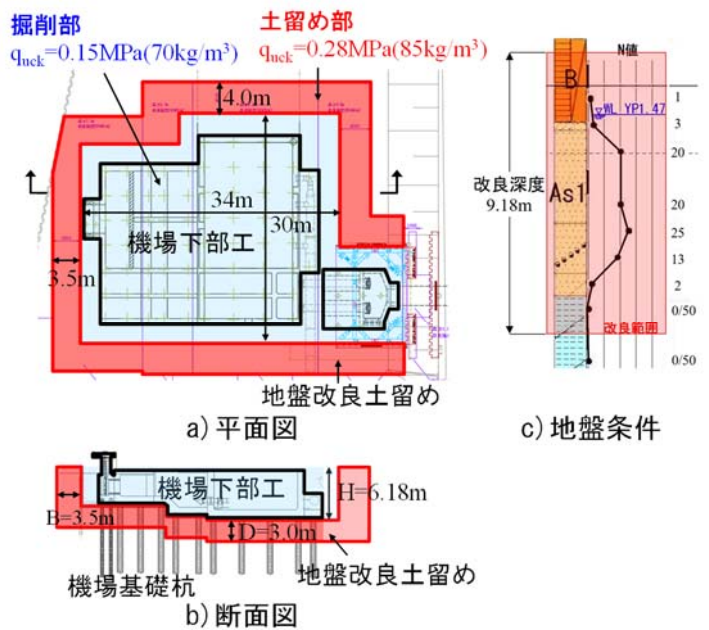 掘削部
q_uck=0.15MPa(70kg/m³)
土留め部
q_uck=0.28MPa(85kg/m³)
4.0m
34m
30m
機場下部工
3.5m
地盤改良土留め
a)平面図
N値
B
1
WL YP1.47
3
20
改良深度
9.18m
As1
20
25
13
2
0/50
改良範囲
0/50
c)地盤条件
機場下部工
H=6.18m
B=3.5m
D=3.0m
機場基礎杭
地盤改良土留め
b)断面図